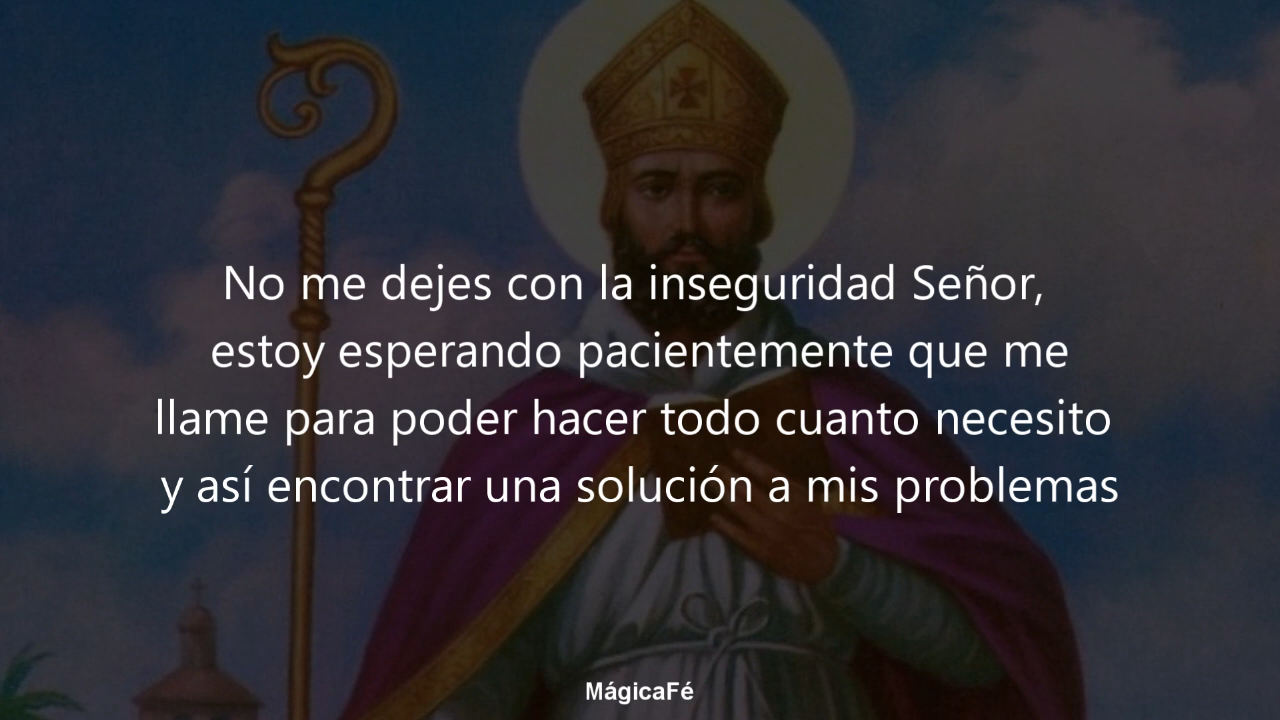 No me dejes con la inseguridad Señor,
estoy esperando pacientemente que me
llame para poder hacer todo cuanto necesito
y así encontrar una solución a mis problemas
MágicaFé